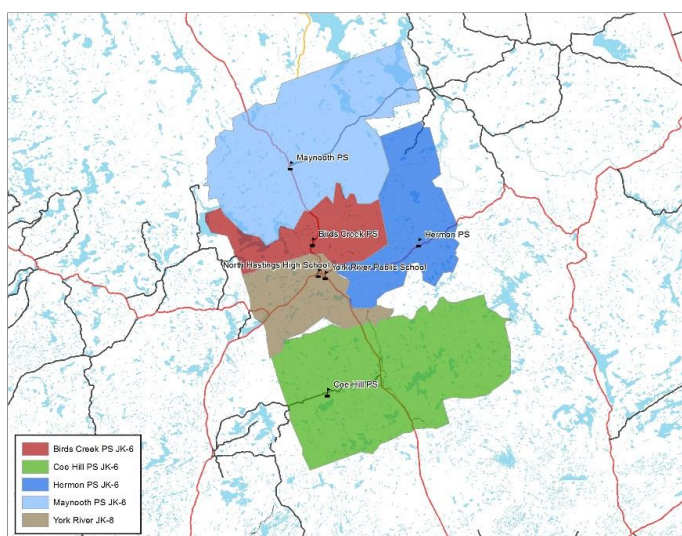 Maynooth PS
Birds Creek PS
Hermon PS
North Hastings High School
York River Public School
Coe Hill PS
Birds Creek PS JK-6
Coe Hill PS JK-6
Hermon PS JK-6
Maynooth PS JK-6
York River JK-8